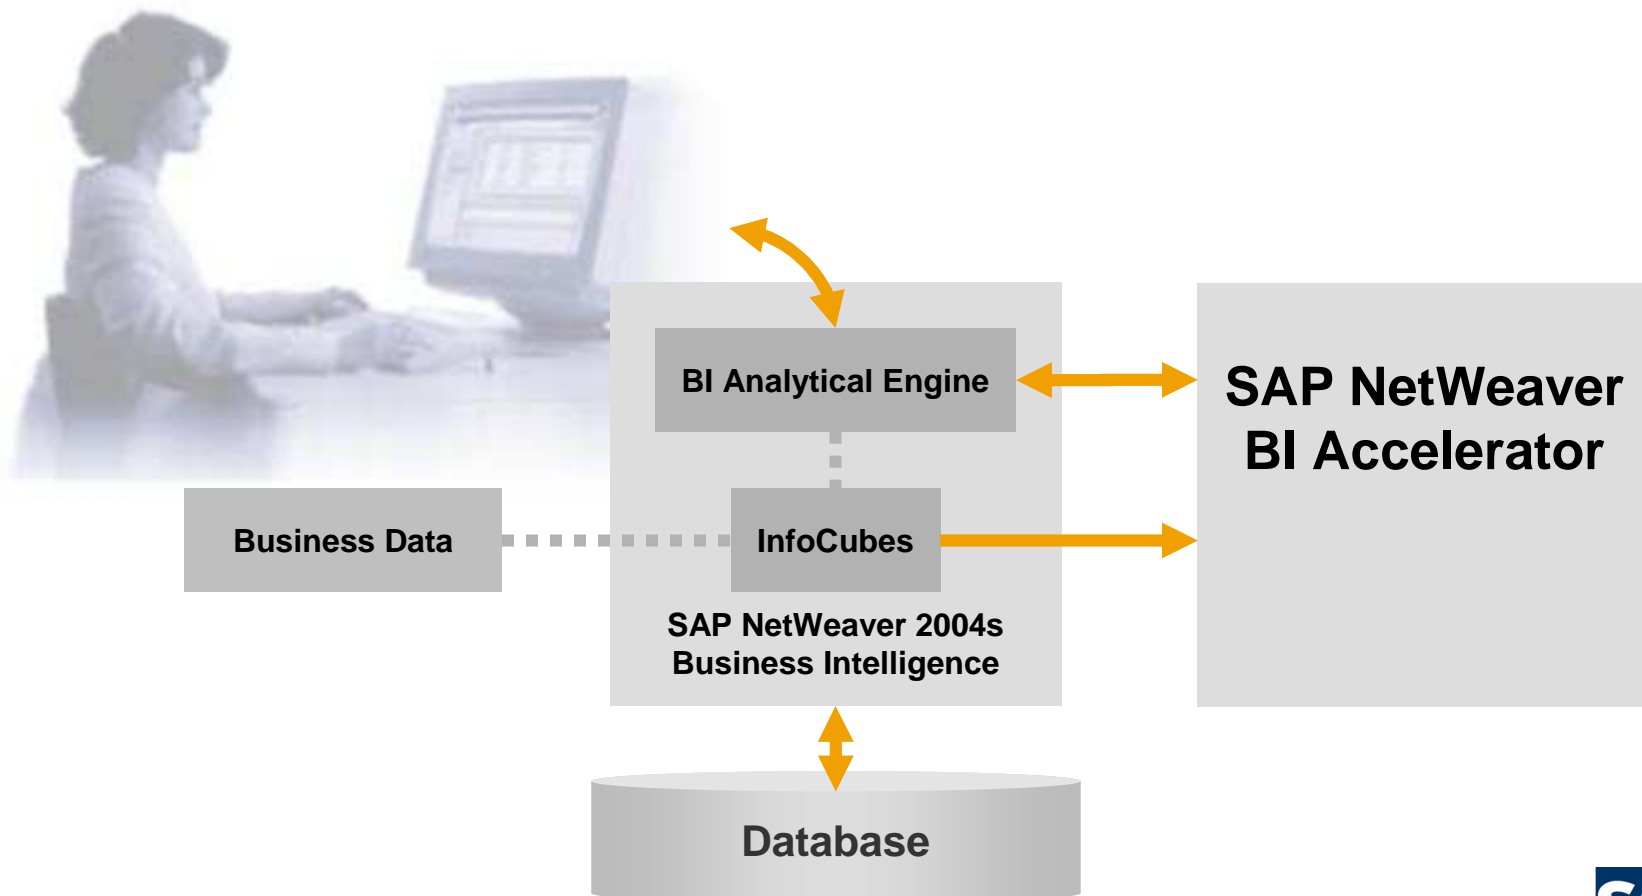 BI Analytical Engine
SAP NetWeaver
BI Accelerator
Business Data
InfoCubes
SAP NetWeaver 2004s
Business Intelligence
Database